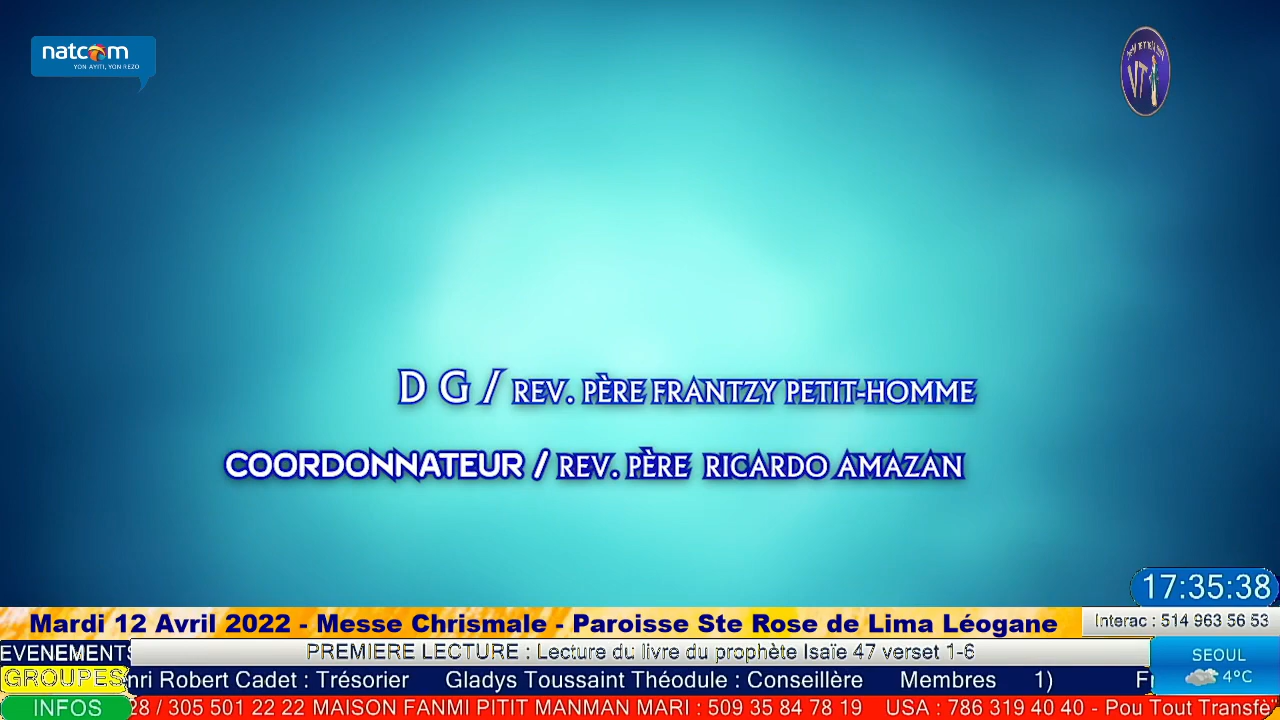 natcom
YON AYITI, YON REZO
VT
D G / REV. PÈRE FRANTZY PETIT-HOMME
COORDONNATEUR / REV. PÈRE RICARDO AMAZAN
17:35:38
Mardi 12 Avril 2022 - Messe Chrismale - Paroisse Ste Rose de Lima Léogane
Interac : 514 963 56 53
EVENEMENTS
PREMIERE LECTURE : Lecture du livre du prophète Isaïe 47 verset 1-6
SEOUL
4°C
GROUPES
nri Robert Cadet : Trésorier Gladys Toussaint Théodule : Conseillère Membres 1) Fr
INFOS
28 / 305 501 22 22 MAISON FANMI PITIT MANMAN MARI : 509 35 84 78 19 USA : 786 319 40 40 - Pou Tout Transfè